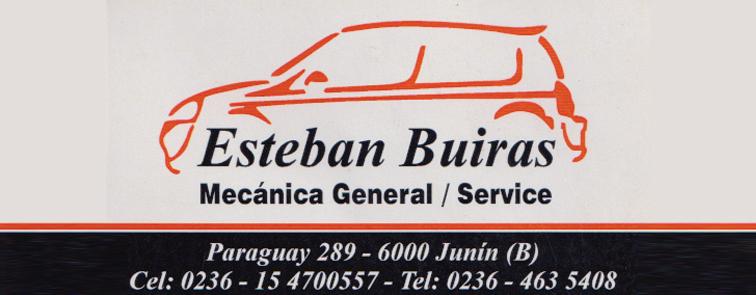 Esteban Buiras
Mecánica General / Service
Paraguay 289 - 6000 Junín (B)
Cel: 0236 - 15 4700557 - Tel: 0236 - 463 5408